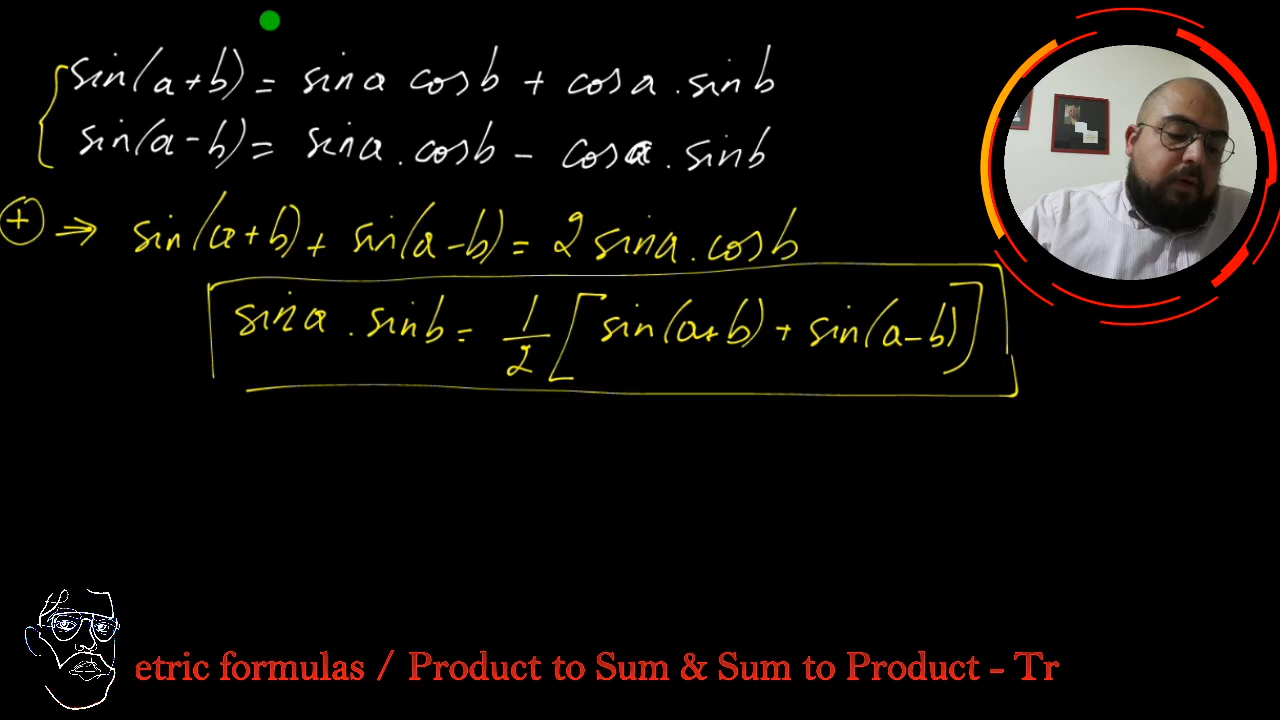 sin(a+b) = sina cosb + cosa . sinb
sin(a-b) = sina . cosb - cosa . sinb
+ ⇒ sin(a+b) + sin(a-b) = 2 sina . cosb
sina . sinb = 1/2 [sin(a+b) + sin(a-b)]
etric formulas / Product to Sum & Sum to Product - Tr